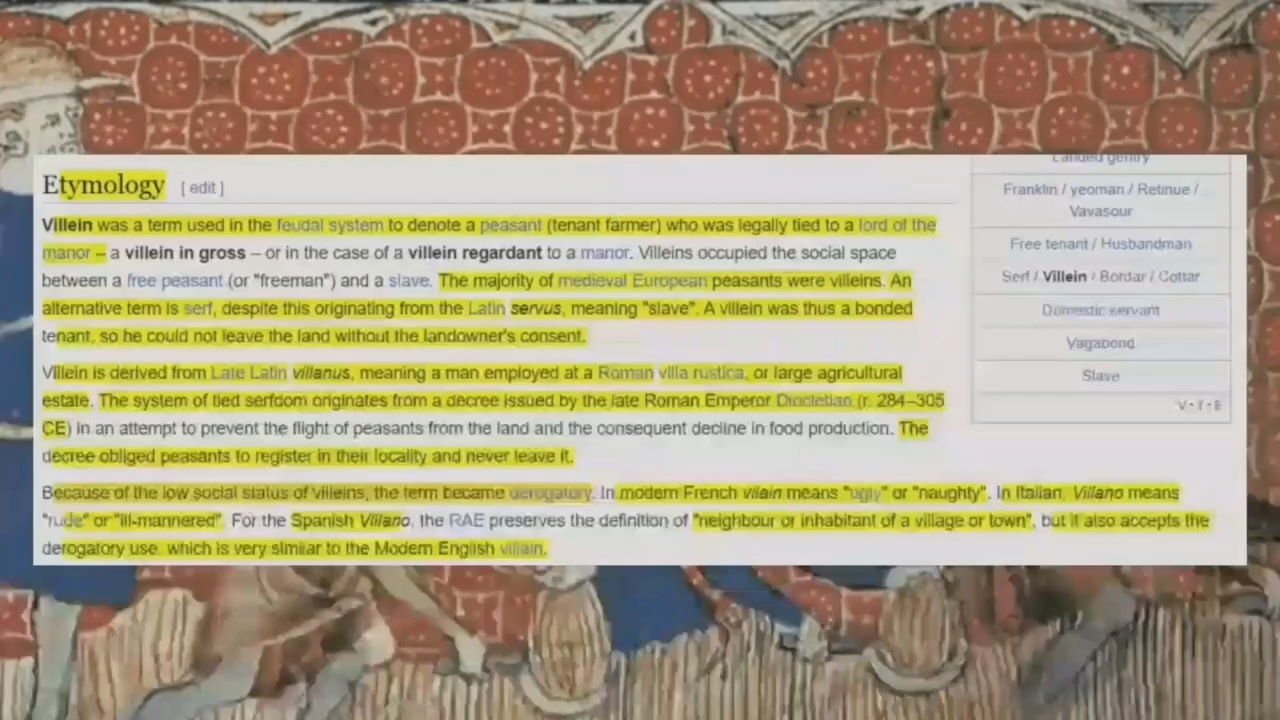 Etymology [ edit ]
Villein was a term used in the feudal system to denote a peasant (tenant farmer) who was legally tied to a lord of the
manor – a villein in gross – or in the case of a villein regardant to a manor. Villeins occupied the social space
between a free peasant (or "freeman") and a slave. The majority of medieval European peasants were villeins. An
alternative term is serf, despite this originating from the Latin servus, meaning "slave". A villein was thus a bonded
tenant, so he could not leave the land without the landowner's consent.
Villein is derived from Late Latin villanus, meaning a man employed at a Roman villa rustica, or large agricultural
estate. The system of tied serfdom originates from a decree issued by the late Roman Emperor Diocletian (r. 284–305
CE) in an attempt to prevent the flight of peasants from the land and the consequent decline in food production. The
decree obliged peasants to register in their locality and never leave it.
Because of the low social status of villeins, the term became derogatory. In modern French vilain means "ugly" or "naughty". In Italian, Villano means
"rude" or "ill-mannered". For the Spanish Villano, the RAE preserves the definition of "neighbour or inhabitant of a village or town", but it also accepts the
derogatory use, which is very similar to the Modern English villain.
Landed gentry
Franklin / yeoman / Retinue /
Vavasour
Free tenant / Husbandman
Serf / Villein / Bordar / Cottar
Domestic servant
Vagabond
Slave
V · T · E